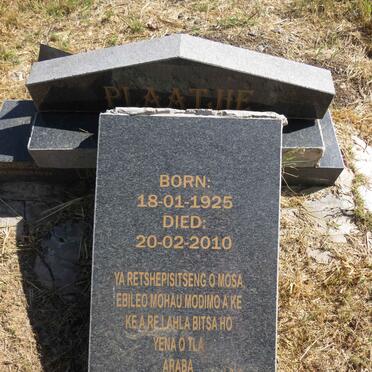 PLAATJIE
BORN:
18-01-1925
DIED:
20-02-2010
YA RETSHEPISITSENG O MOSA
EBILEO MOHAU MODIMO A KE
KE A RE LAHLA BITSA HO
YENA O TLA
ARABA